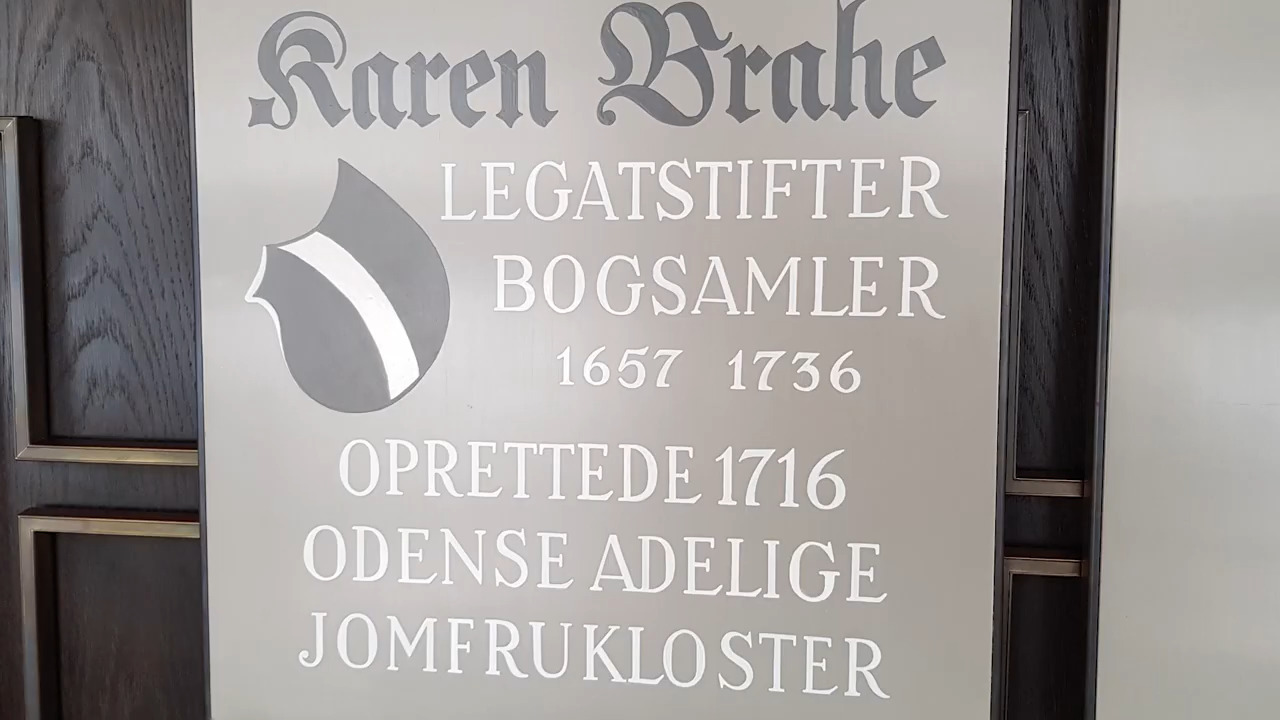 Karen Brahe
LEGATSTIFTER
BOGSAMLER
1657 1736
OPRETTEDE 1716
ODENSE ADELIGE
JOMFRUKLOSTER